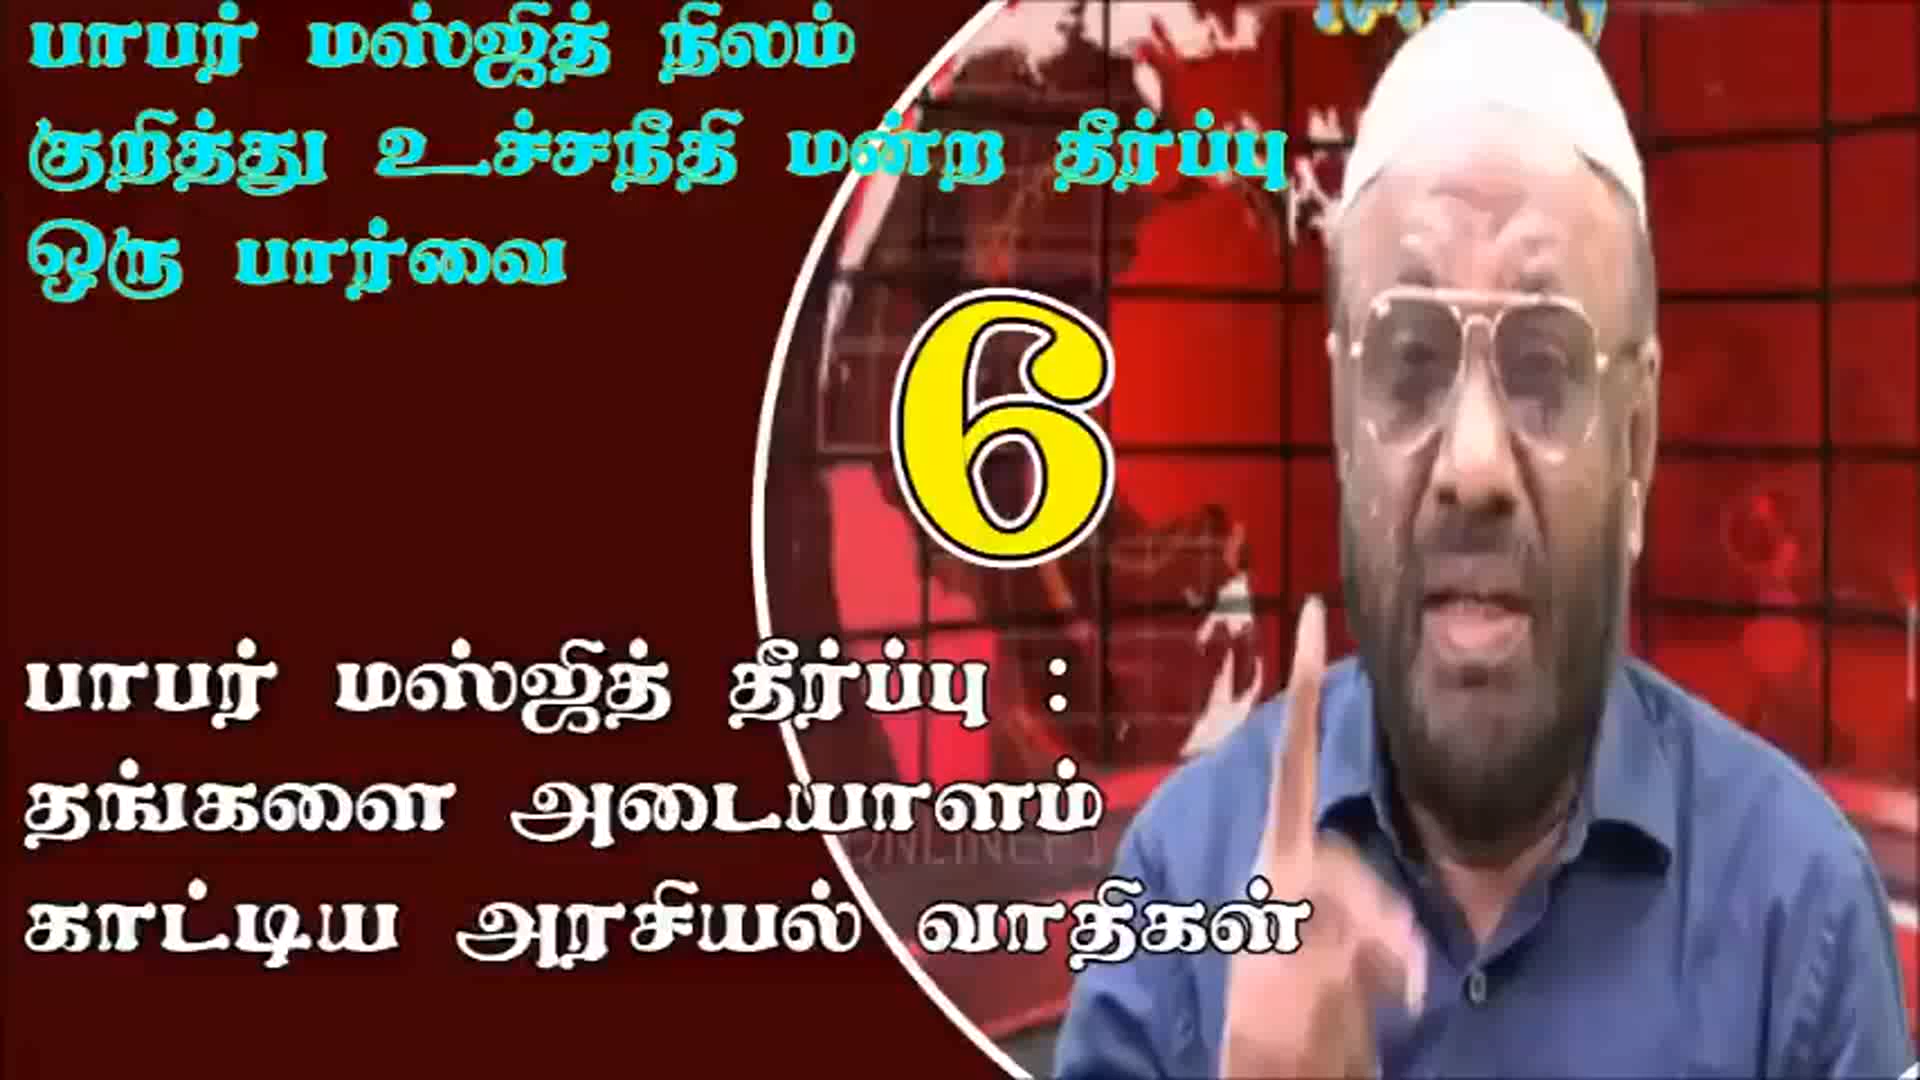 பாபர் மஸ்ஜித் நிலம்
குறித்து உச்சநீதி மன்ற தீர்ப்பு
ஒரு பார்வை
6
பாபர் மஸ்ஜித் தீர்ப்பு :
தங்களை அடையாளம்
காட்டிய அரசியல் வாதிகள்